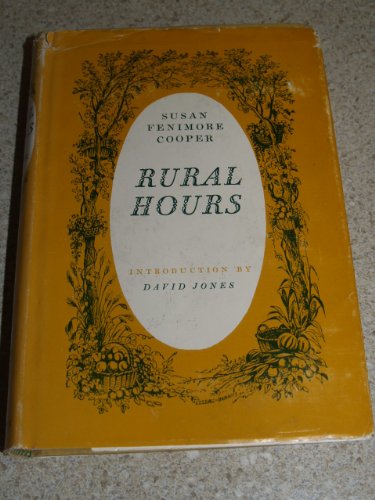 SUSAN
FENIMORE
COOPER
RURAL
HOURS
INTRODUCTION BY
DAVID JONES